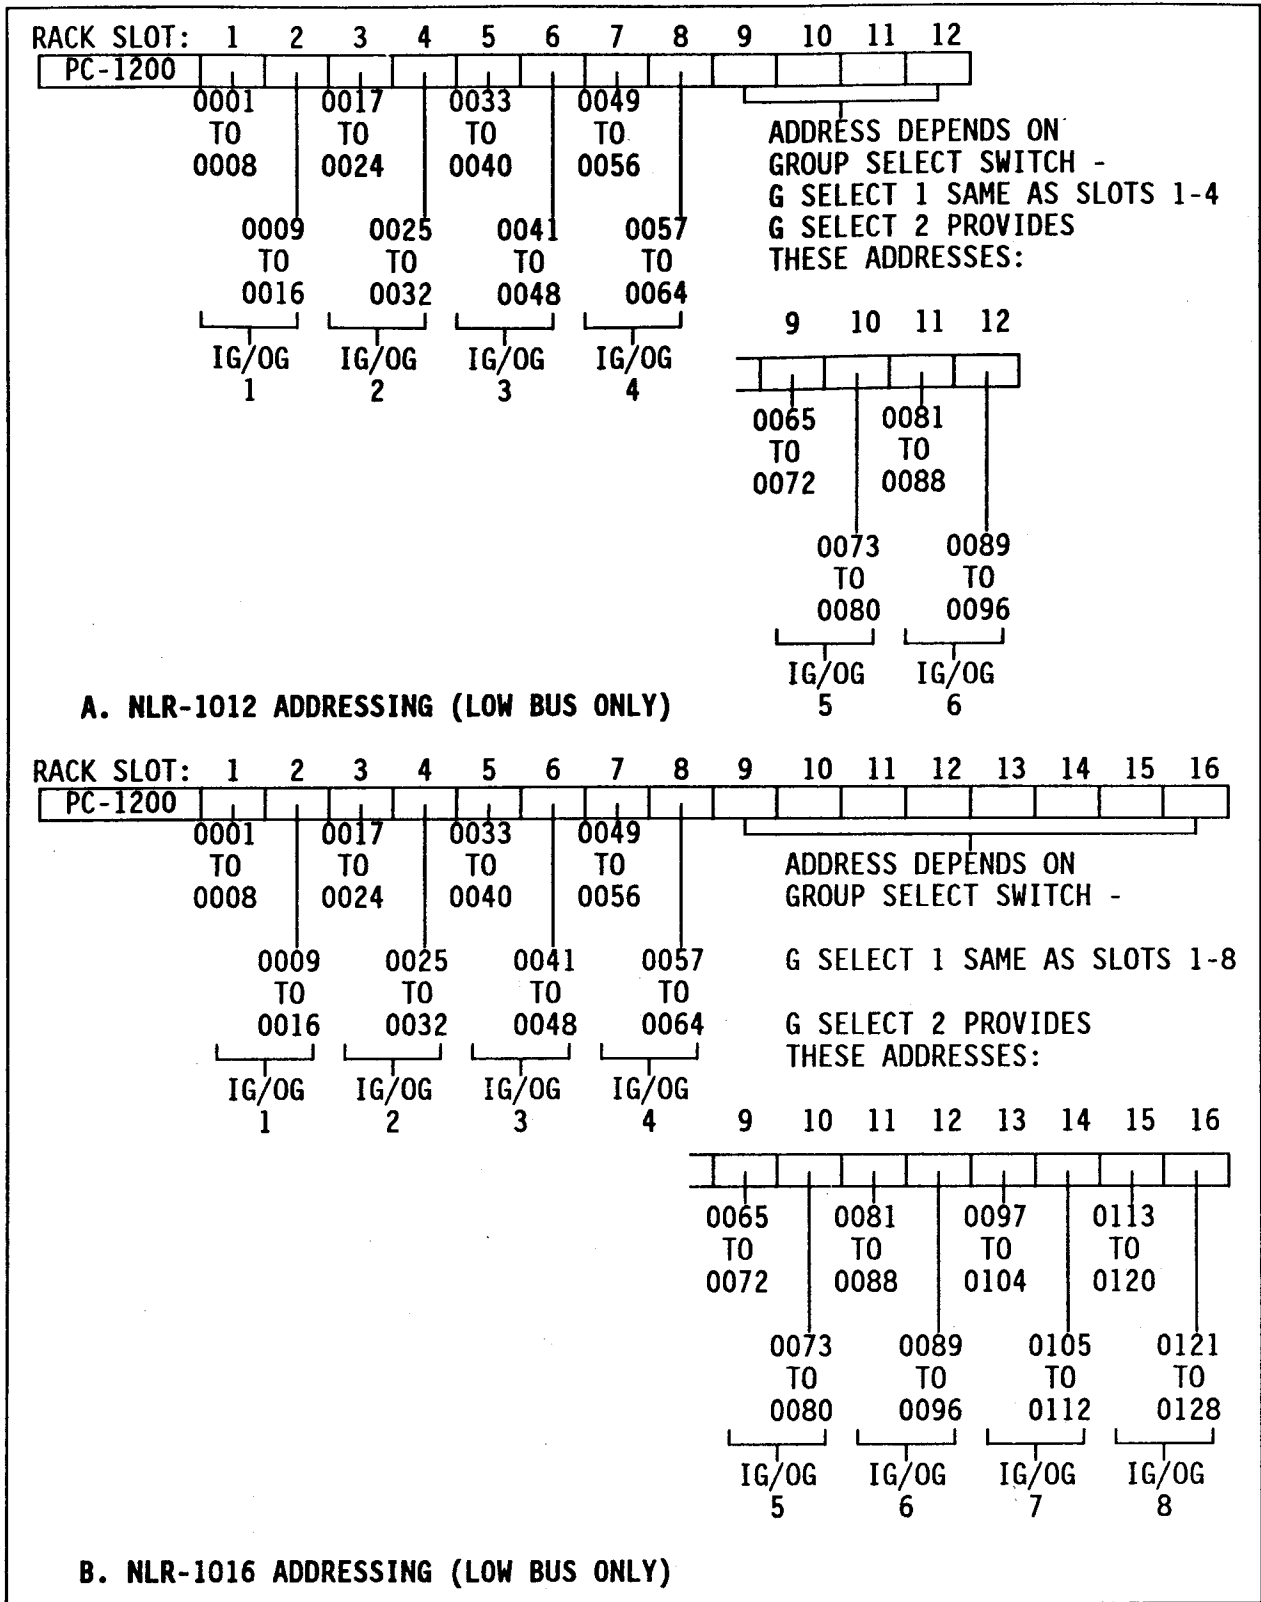 RACK SLOT: 1 2 3 4 5 6 7 8 9 10 11 12
PC-1200
0001 0017 0033 0049
TO TO TO TO
0008 0024 0040 0056
ADDRESS DEPENDS ON
GROUP SELECT SWITCH -
G SELECT 1 SAME AS SLOTS 1-4
G SELECT 2 PROVIDES
THESE ADDRESSES:
0009 0025 0041 0057
TO TO TO TO
0016 0032 0048 0064
IG/OG IG/OG IG/OG IG/OG
1 2 3 4
9 10 11 12
0065 0081
TO TO
0072 0088
0073 0089
TO TO
0080 0096
IG/OG IG/OG
5 6
A. NLR-1012 ADDRESSING (LOW BUS ONLY)
RACK SLOT: 1 2 3 4 5 6 7 8 9 10 11 12 13 14 15 16
PC-1200
0001 0017 0033 0049
TO TO TO TO
0008 0024 0040 0056
ADDRESS DEPENDS ON
GROUP SELECT SWITCH -
G SELECT 1 SAME AS SLOTS 1-8
G SELECT 2 PROVIDES
THESE ADDRESSES:
0009 0025 0041 0057
TO TO TO TO
0016 0032 0048 0064
IG/OG IG/OG IG/OG IG/OG
1 2 3 4
9 10 11 12 13 14 15 16
0065 0081 0097 0113
TO TO TO TO
0072 0088 0104 0120
0073 0089 0105 0121
TO TO TO TO
0080 0096 0112 0128
IG/OG IG/OG IG/OG IG/OG
5 6 7 8
B. NLR-1016 ADDRESSING (LOW BUS ONLY)